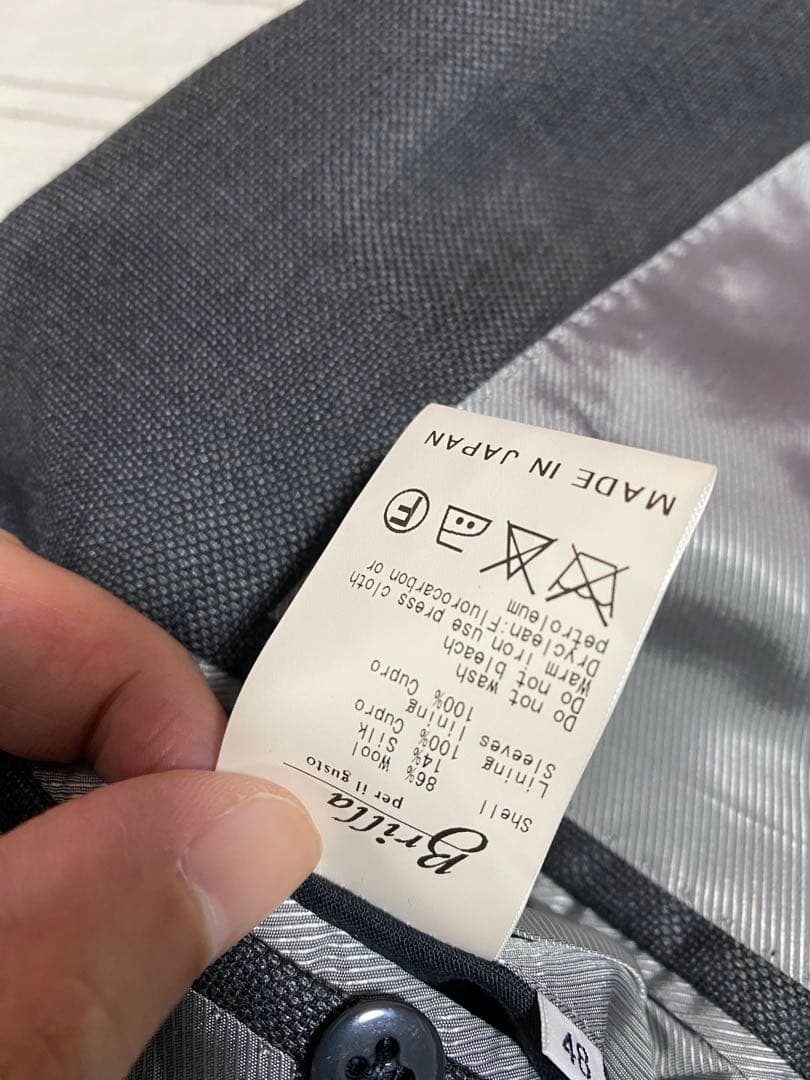 Brilla
per il gusto
Shell 86% Wool
14% Silk
Lining 100% Cupro
Sleeves lining
100% Cupro
Do not wash
Do not bleach
Warm iron use press cloth
Dryclean:Fluorocarbon or
petroleum
F
MADE IN JAPAN
48